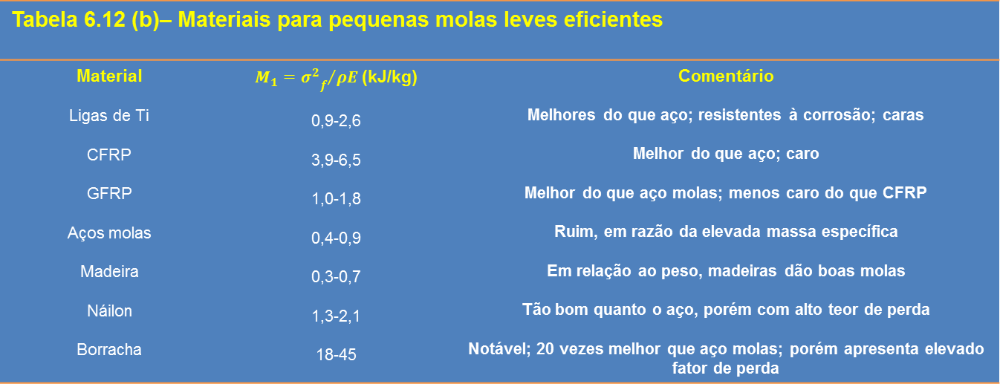 Tabela 6.12 (b)– Materiais para pequenas molas leves eficientes
Material M₁ = σ²f/ρE (kJ/kg) Comentário
Ligas de Ti 0,9-2,6 Melhores do que aço; resistentes à corrosão; caras
CFRP 3,9-6,5 Melhor do que aço; caro
GFRP 1,0-1,8 Melhor do que aço molas; menos caro do que CFRP
Aços molas 0,4-0,9 Ruim, em razão da elevada massa específica
Madeira 0,3-0,7 Em relação ao peso, madeiras dão boas molas
Náilon 1,3-2,1 Tão bom quanto o aço, porém com alto teor de perda
Borracha 18-45 Notável; 20 vezes melhor que aço molas; porém apresenta elevado
fator de perda